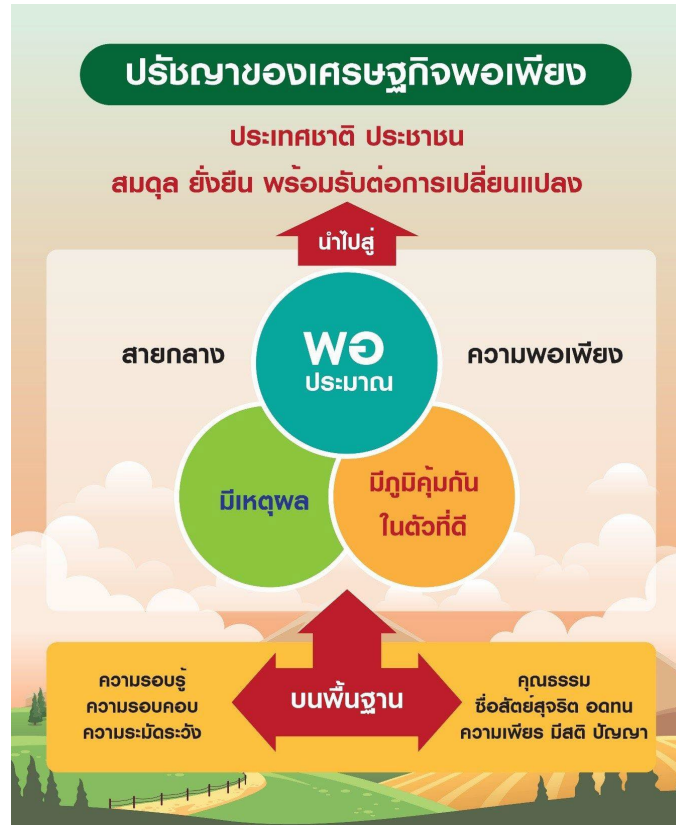 ปรัชญาของเศรษฐกิจพอเพียง
ประเทศชาติ ประชาชน
สมดุล ยั่งยืน พร้อมรับต่อการเปลี่ยนแปลง
นำไปสู่
สายกลาง
พอ
ประมาณ
ความพอเพียง
มีเหตุผล
มีภูมิคุ้มกัน
ในตัวที่ดี
ความรอบรู้
ความรอบคอบ
ความระมัดระวัง
บนพื้นฐาน
คุณธรรม
ซื่อสัตย์สุจริต อดทน
ความเพียร มีสติ ปัญญา